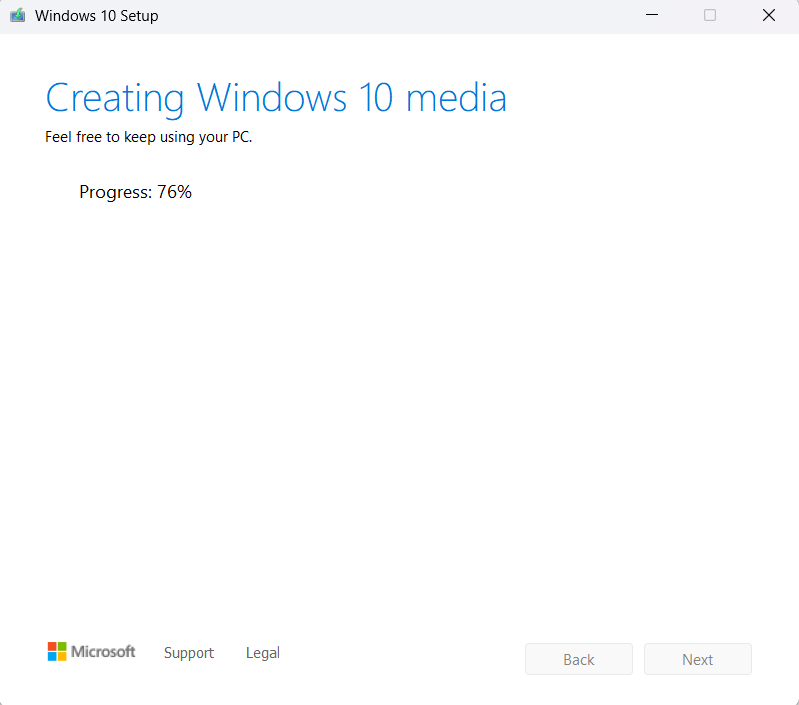 Windows 10 Setup
Creating Windows 10 media
Feel free to keep using your PC.
Progress: 76%
Microsoft Support Legal
Back Next